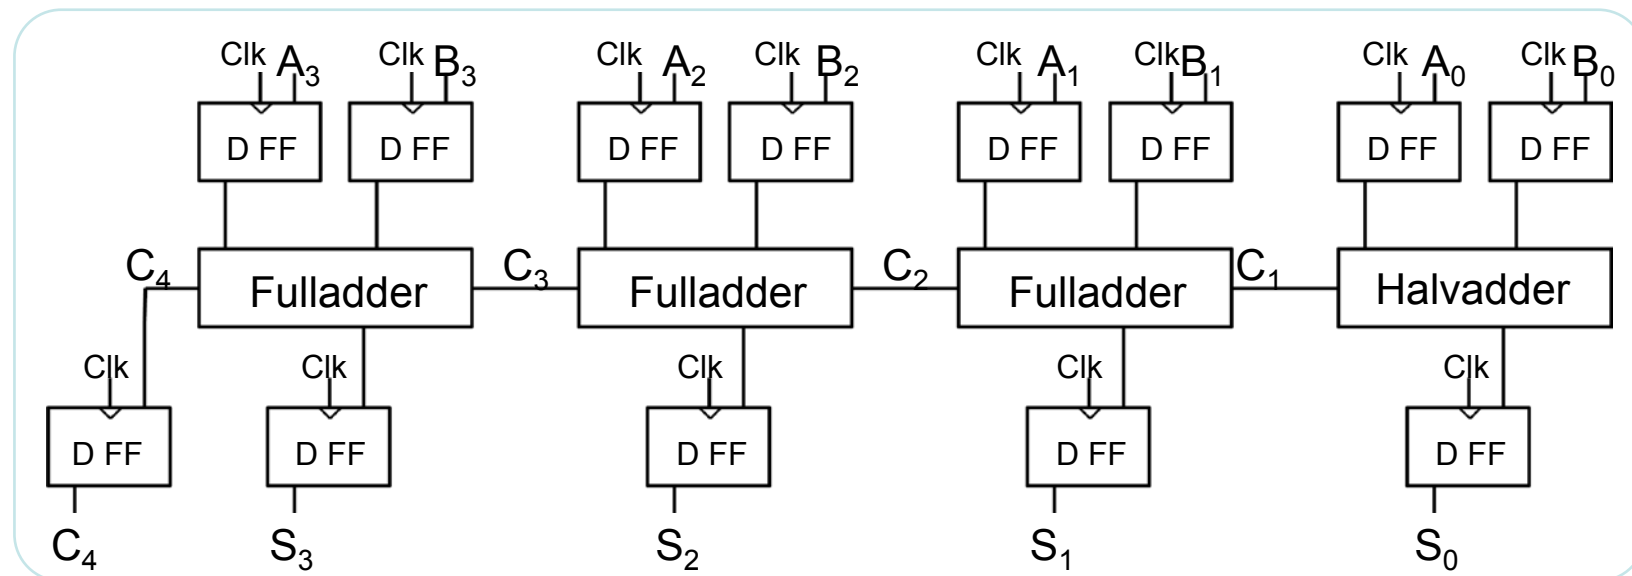 Clk A₃ Clk B₃ Clk A₂ Clk B₂ Clk A₁ Clk B₁ Clk A₀ Clk B₀
D FF D FF D FF D FF D FF D FF D FF D FF
C₄ Fulladder C₃ Fulladder C₂ Fulladder C₁ Halvadder
Clk Clk Clk Clk Clk
D FF D FF D FF D FF D FF
C₄ S₃ S₂ S₁ S₀